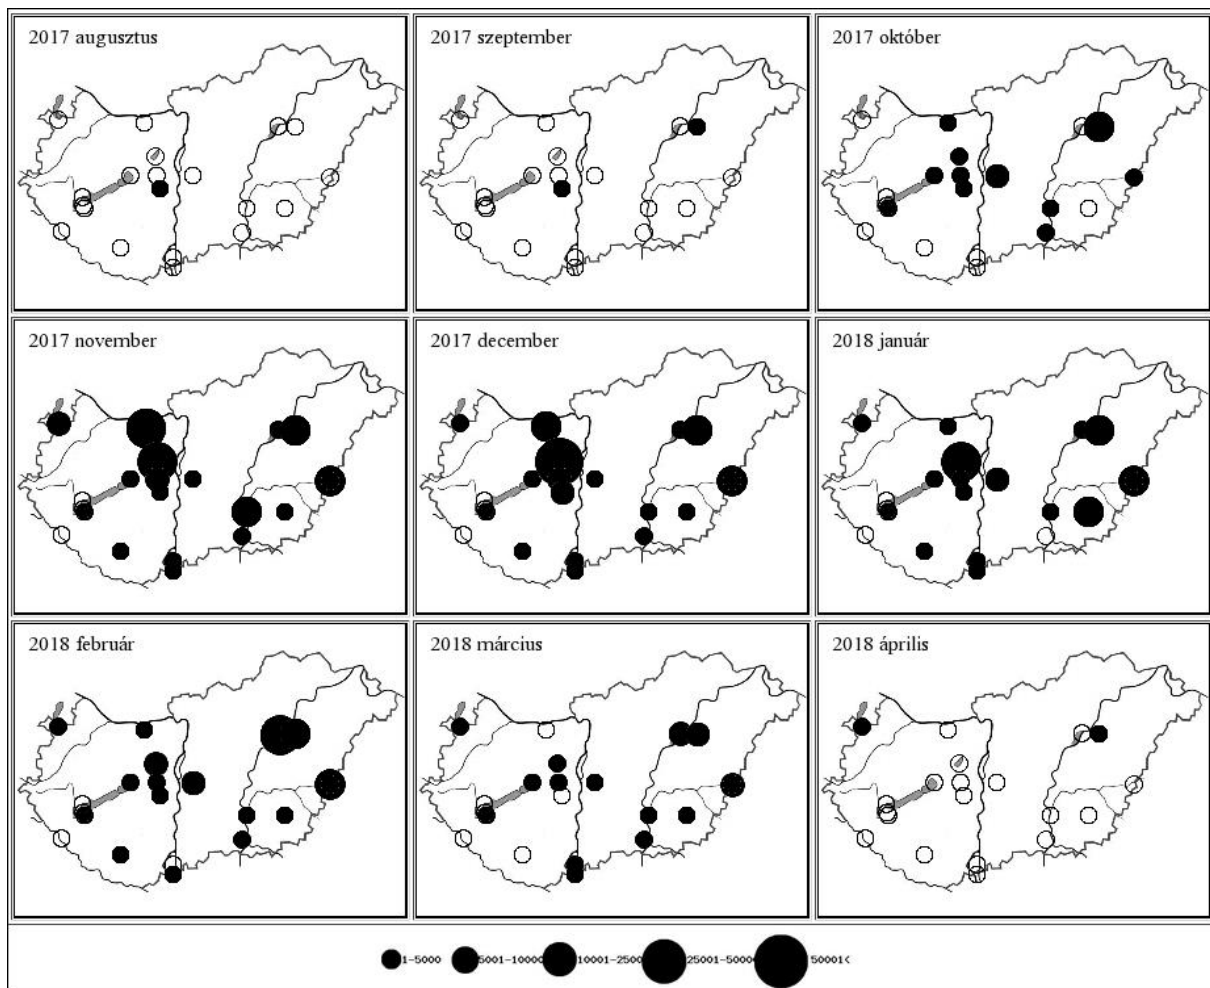 2017 augusztus
2017 szeptember
2017 október
2017 november
2017 december
2018 január
2018 február
2018 március
2018 április
1-5000 5001-1000 10001-2500 25001-5000 50001<